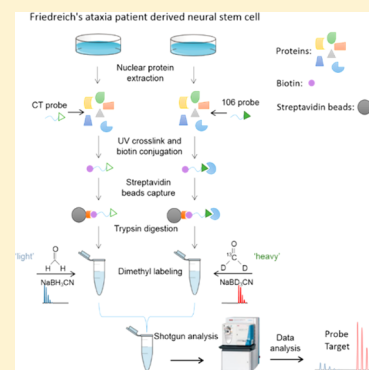 Friedreich's ataxia patient derived neural stem cell
Nuclear protein
extraction
Proteins:
CT probe
106 probe
Biotin:
Streptavidin beads:
UV crosslink and
biotin conjugation
Streptavidin
beads capture
Trypsin digestion
'light'
O
H H
NaBH3CN
Dimethyl labeling
O
13C
D D
'heavy'
NaBD3CN
Shotgun analysis
Data
analysis
Probe
Target